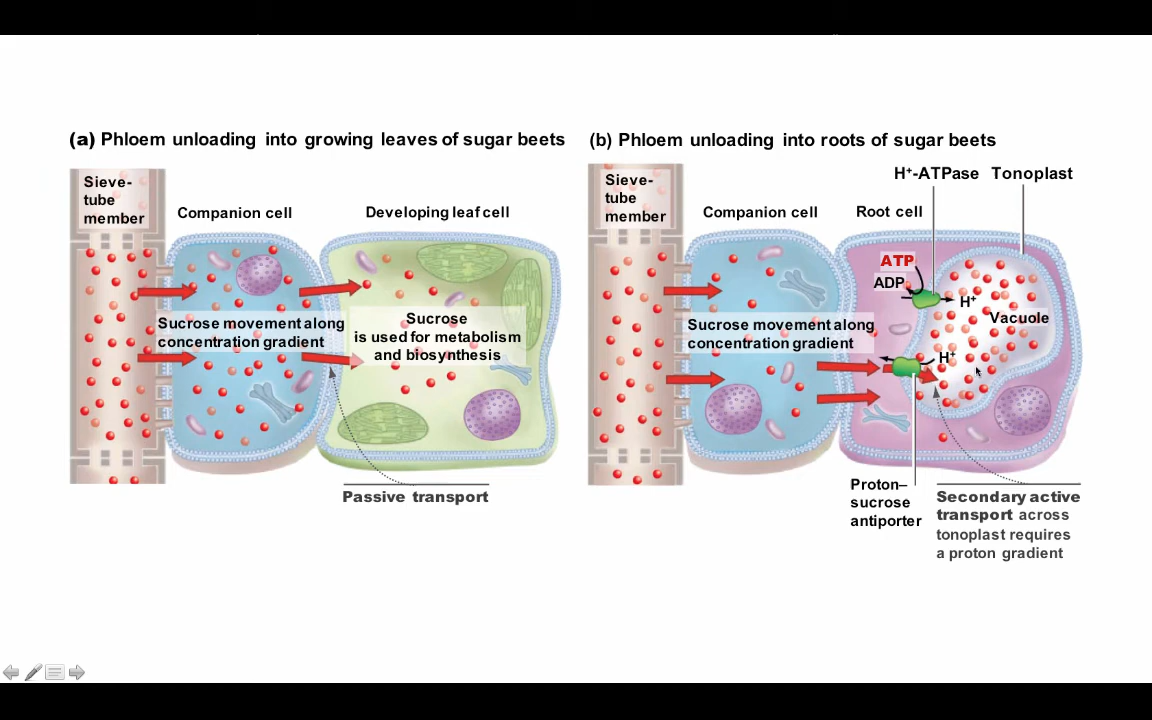 (a) Phloem unloading into growing leaves of sugar beets
Sieve-
tube
member
Companion cell
Developing leaf cell
Sucrose movement along
concentration gradient
Sucrose
is used for metabolism
and biosynthesis
Passive transport
(b) Phloem unloading into roots of sugar beets
H⁺-ATPase
Tonoplast
Sieve-
tube
member
Companion cell
Root cell
ATP
ADP
H⁺
Vacuole
Sucrose movement along
concentration gradient
H⁺
Proton–
sucrose
antiporter
Secondary active
transport across
tonoplast requires
a proton gradient